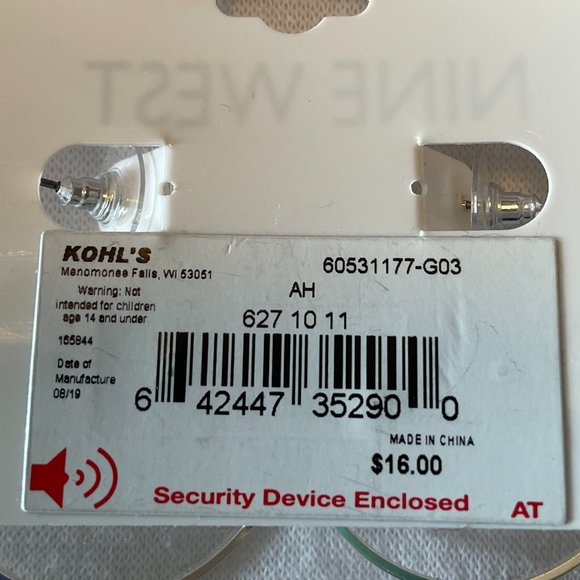 NINE WEST
KOHL'S
60531177-G03
Menomonee Falls, WI 53051
AH
Warning: Not
intended for children
age 14 and under
627 10 11
165844
Date of
Manufacture
08/19
6 42447 35290 0
MADE IN CHINA
$16.00
Security Device Enclosed
AT